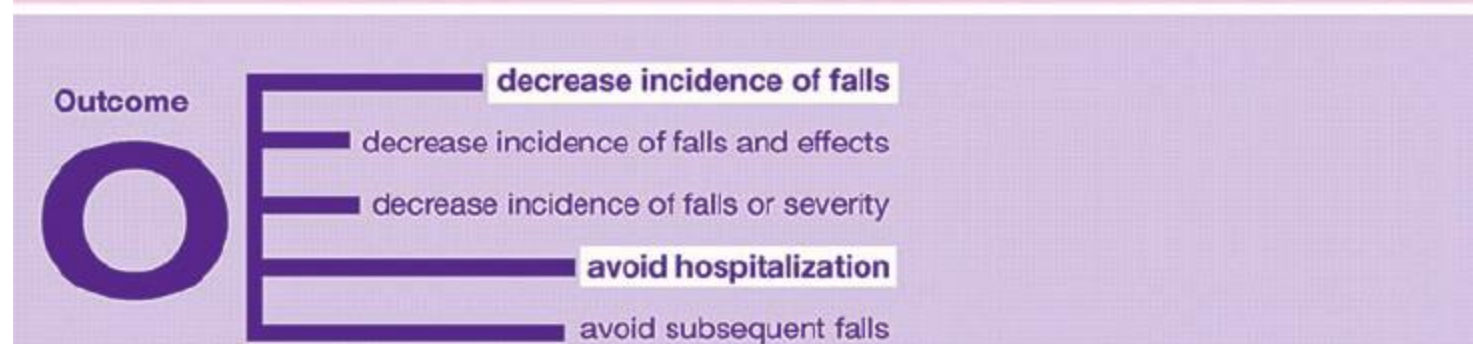 Outcome
O
decrease incidence of falls
decrease incidence of falls and effects
decrease incidence of falls or severity
avoid hospitalization
avoid subsequent falls